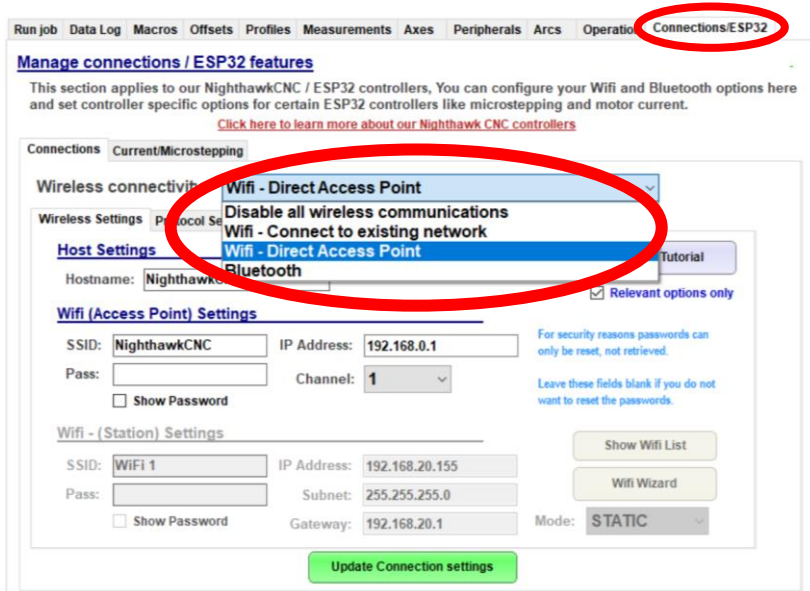 Run job Data Log Macros Offsets Profiles Measurements Axes Peripherals Arcs Operatio Connections/ESP32
Manage connections / ESP32 features
This section applies to our NighthawkCNC / ESP32 controllers, You can configure your Wifi and Bluetooth options here
and set controller specific options for certain ESP32 controllers like microstepping and motor current.
Click here to learn more about our Nighthawk CNC controllers
Connections Current/Microstepping
Wireless connectivit Wifi - Direct Access Point
Disable all wireless communications
Wifi - Connect to existing network
Wifi - Direct Access Point
Bluetooth
Wireless Settings Protocol Se
Host Settings
Tutorial
Hostname: Nighthawk
Relevant options only
Wifi (Access Point) Settings
SSID: NighthawkCNC IP Address: 192.168.0.1
For security reasons passwords can
only be reset, not retrieved.
Pass: Channel: 1
Leave these fields blank if you do not
want to reset the passwords.
Show Password
Wifi - (Station) Settings
Show Wifi List
SSID: WiFi 1 IP Address: 192.168.20.155
Wifi Wizard
Pass: Subnet: 255.255.255.0
Show Password Gateway: 192.168.20.1 Mode: STATIC
Update Connection settings